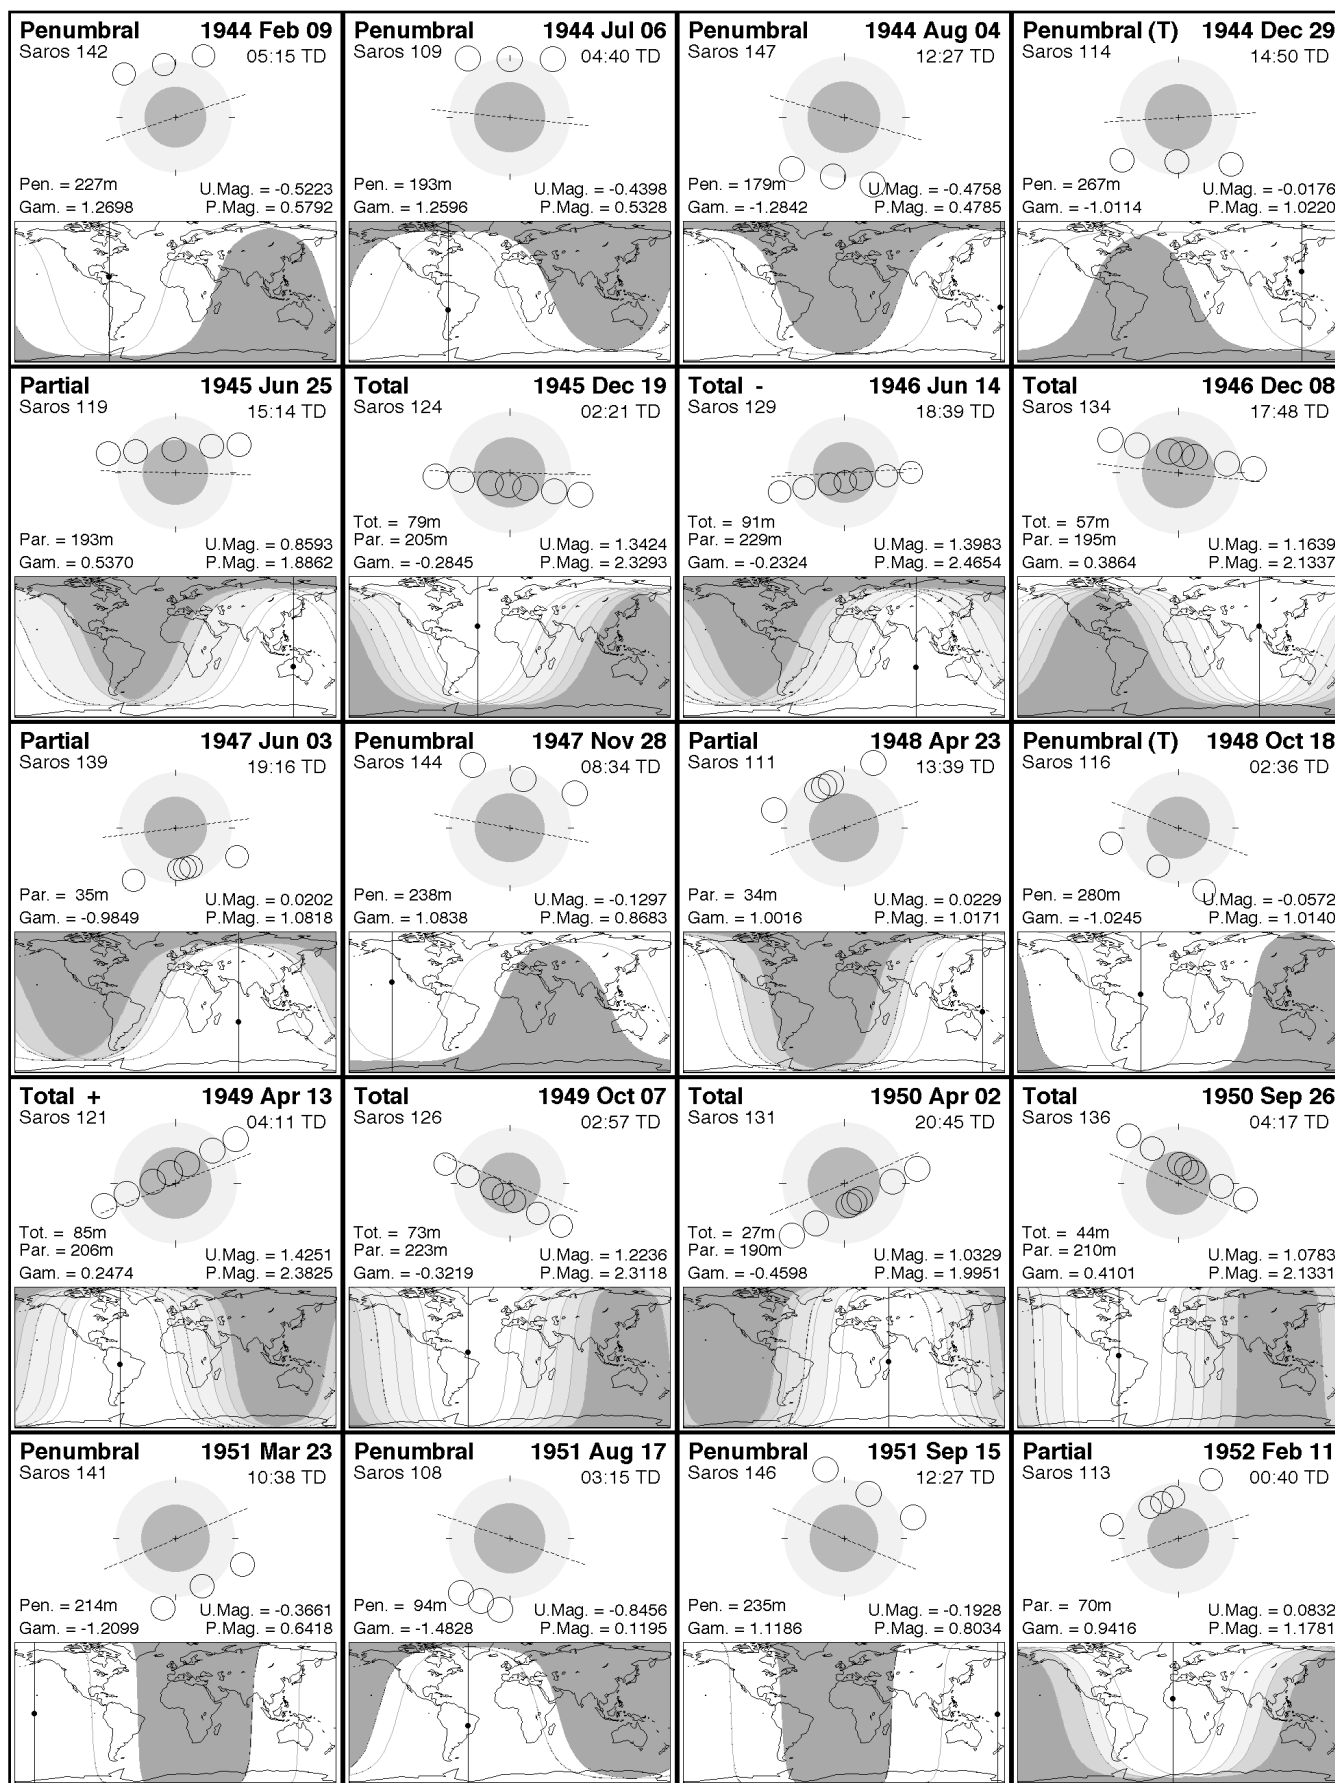 Penumbral 1944 Feb 09
Saros 142 05:15 TD
Pen. = 227m U.Mag. = -0.5223
Gam. = 1.2698 P.Mag. = 0.5792
Penumbral 1944 Jul 06
Saros 109 04:40 TD
Pen. = 193m U.Mag. = -0.4398
Gam. = 1.2596 P.Mag. = 0.5328
Penumbral 1944 Aug 04
Saros 147 12:27 TD
Pen. = 179m U.Mag. = -0.4758
Gam. = -1.2842 P.Mag. = 0.4785
Penumbral (T) 1944 Dec 29
Saros 114 14:50 TD
Pen. = 267m U.Mag. = -0.0176
Gam. = -1.0114 P.Mag. = 1.0220
Partial 1945 Jun 25
Saros 119 15:14 TD
Par. = 193m U.Mag. = 0.8593
Gam. = 0.5370 P.Mag. = 1.8862
Total 1945 Dec 19
Saros 124 02:21 TD
Tot. = 79m
Par. = 205m U.Mag. = 1.3424
Gam. = -0.2845 P.Mag. = 2.3293
Total - 1946 Jun 14
Saros 129 18:39 TD
Tot. = 91m
Par. = 229m U.Mag. = 1.3983
Gam. = -0.2324 P.Mag. = 2.4654
Total 1946 Dec 08
Saros 134 17:48 TD
Tot. = 57m
Par. = 195m U.Mag. = 1.1639
Gam. = 0.3864 P.Mag. = 2.1337
Partial 1947 Jun 03
Saros 139 19:16 TD
Par. = 35m U.Mag. = 0.0202
Gam. = -0.9849 P.Mag. = 1.0818
Penumbral 1947 Nov 28
Saros 144 08:34 TD
Pen. = 238m U.Mag. = -0.1297
Gam. = 1.0838 P.Mag. = 0.8683
Partial 1948 Apr 23
Saros 111 13:39 TD
Par. = 34m U.Mag. = 0.0229
Gam. = 1.0016 P.Mag. = 1.0171
Penumbral (T) 1948 Oct 18
Saros 116 02:36 TD
Pen. = 280m U.Mag. = -0.0572
Gam. = -1.0245 P.Mag. = 1.0140
Total + 1949 Apr 13
Saros 121 04:11 TD
Tot. = 85m
Par. = 206m U.Mag. = 1.4251
Gam. = 0.2474 P.Mag. = 2.3825
Total 1949 Oct 07
Saros 126 02:57 TD
Tot. = 73m
Par. = 223m U.Mag. = 1.2236
Gam. = -0.3219 P.Mag. = 2.3118
Total 1950 Apr 02
Saros 131 20:45 TD
Tot. = 27m
Par. = 190m U.Mag. = 1.0329
Gam. = -0.4598 P.Mag. = 1.9951
Total 1950 Sep 26
Saros 136 04:17 TD
Tot. = 44m
Par. = 210m U.Mag. = 1.0783
Gam. = 0.4101 P.Mag. = 2.1331
Penumbral 1951 Mar 23
Saros 141 10:38 TD
Pen. = 214m U.Mag. = -0.3661
Gam. = -1.2099 P.Mag. = 0.6418
Penumbral 1951 Aug 17
Saros 108 03:15 TD
Pen. = 94m U.Mag. = -0.8456
Gam. = -1.4828 P.Mag. = 0.1195
Penumbral 1951 Sep 15
Saros 146 12:27 TD
Pen. = 235m U.Mag. = -0.1928
Gam. = 1.1186 P.Mag. = 0.8034
Partial 1952 Feb 11
Saros 113 00:40 TD
Par. = 70m U.Mag. = 0.0832
Gam. = 0.9416 P.Mag. = 1.1781